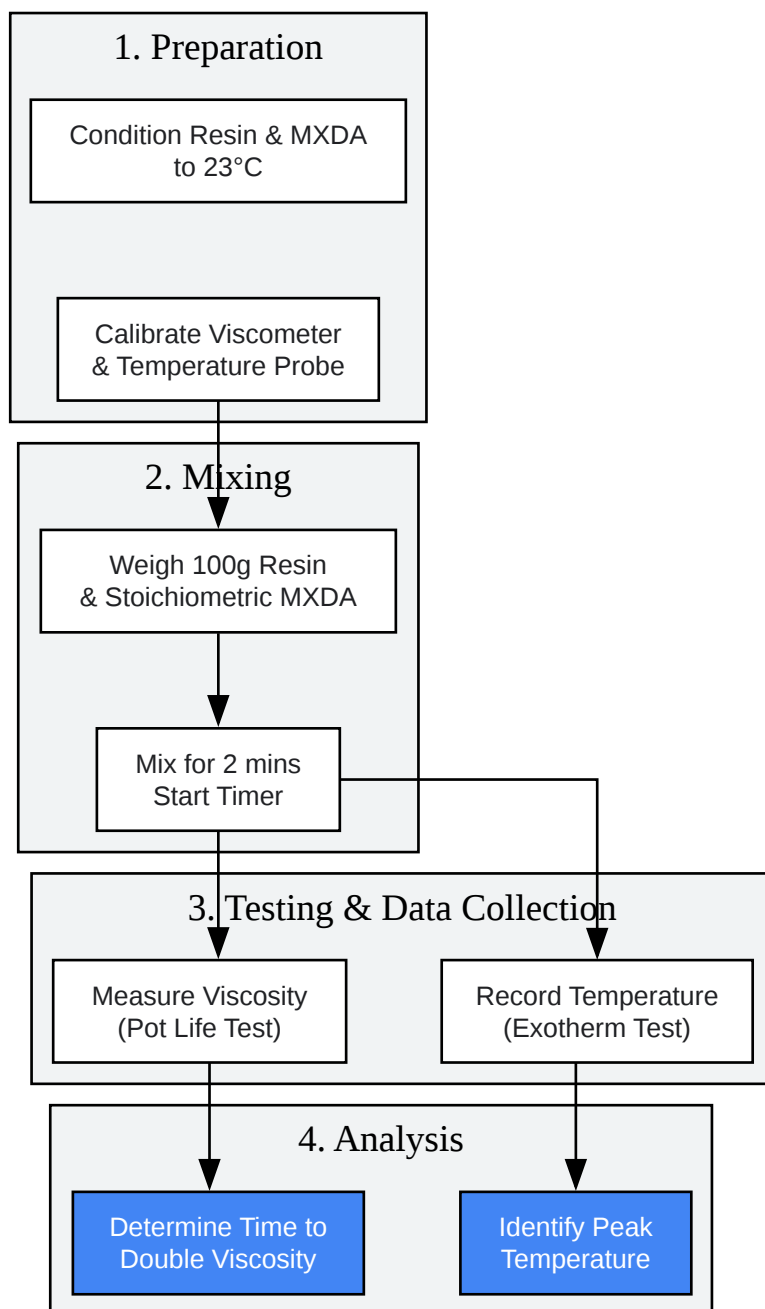 1. Preparation
Condition Resin & MXDA
to 23°C
Calibrate Viscometer
& Temperature Probe
2. Mixing
Weigh 100g Resin
& Stoichiometric MXDA
Mix for 2 mins
Start Timer
3. Testing & Data Collection
Measure Viscosity
(Pot Life Test)
Record Temperature
(Exotherm Test)
4. Analysis
Determine Time to
Double Viscosity
Identify Peak
Temperature